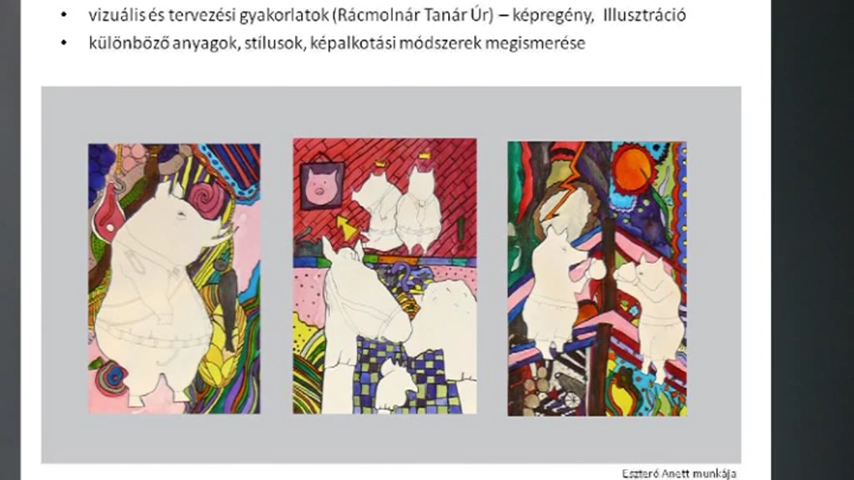 • vizuális és tervezési gyakorlatok (Rácmolnár Tanár Úr) – képregény, Illusztráció
• különböző anyagok, stílusok, képalkotási módszerek megismerése
Eszteró Anett munkája